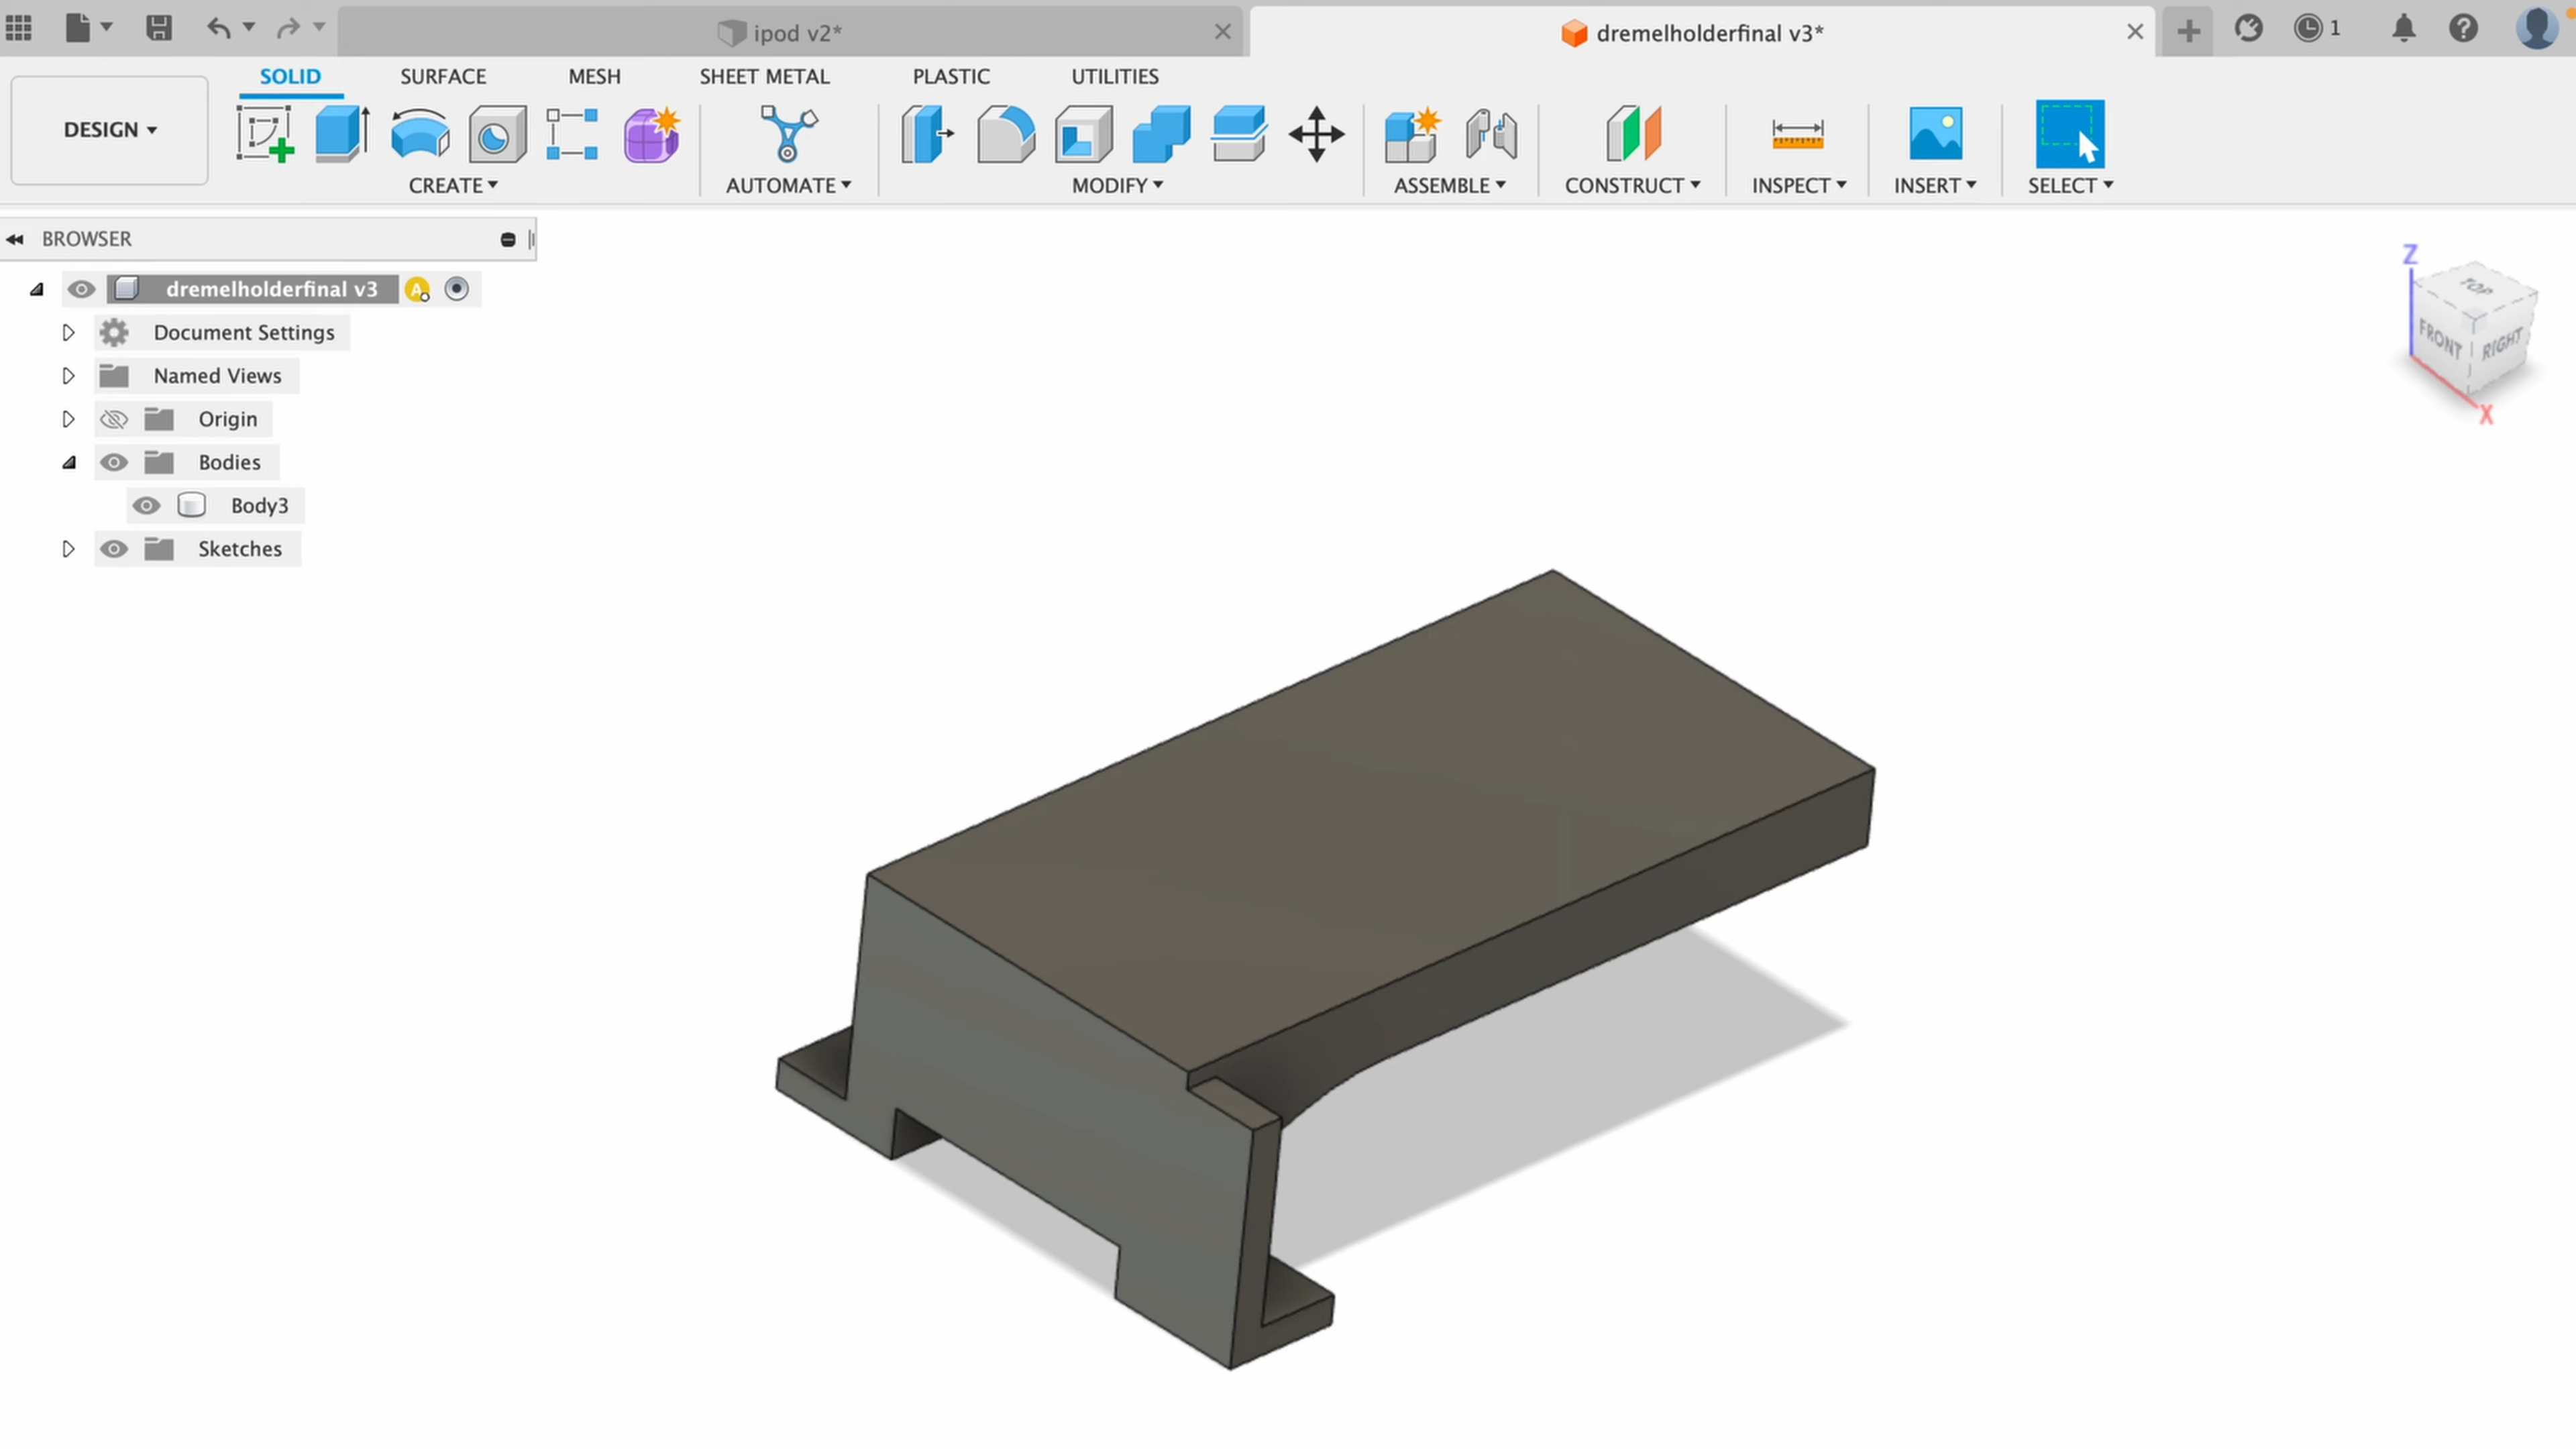 ipod v2*
dremelholderfinal v3*
1
DESIGN
SOLID
SURFACE
MESH
SHEET METAL
PLASTIC
UTILITIES
CREATE
AUTOMATE
MODIFY
ASSEMBLE
CONSTRUCT
INSPECT
INSERT
SELECT
BROWSER
dremelholderfinal v3
A
Document Settings
Named Views
Origin
Bodies
Body3
Sketches
Z
TOP
FRONT
RIGHT
X